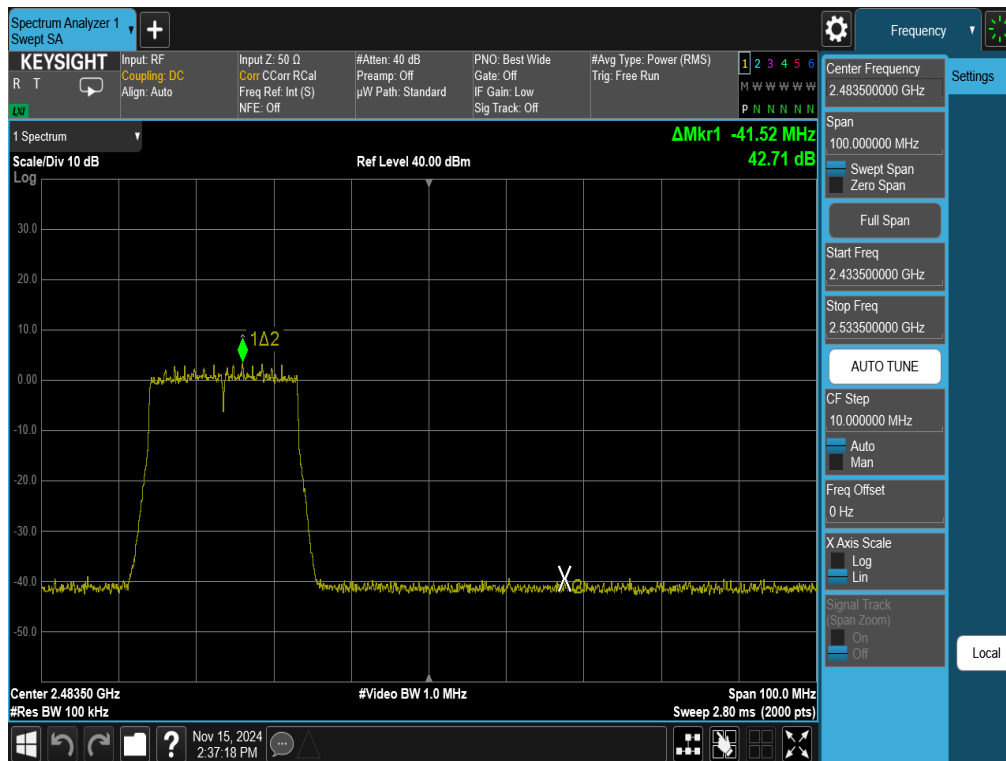 Spectrum Analyzer 1
Swept SA
Frequency
KEYSIGHT
R T
LXI
Input: RF
Coupling: DC
Align: Auto
Input Z: 50 Ω
Corr CCorr RCal
Freq Ref: Int (S)
NFE: Off
#Atten: 40 dB
Preamp: Off
µW Path: Standard
PNO: Best Wide
Gate: Off
IF Gain: Low
Sig Track: Off
#Avg Type: Power (RMS)
Trig: Free Run
1 2 3 4 5 6
M W W W W W
P N N N N N
1 Spectrum
ΔMkr1 -41.52 MHz
42.71 dB
Scale/Div 10 dB
Ref Level 40.00 dBm
Log
30.0
20.0
10.0
0.00
-10.0
-20.0
-30.0
-40.0
-50.0
1Δ2
X
Center 2.48350 GHz
#Video BW 1.0 MHz
Span 100.0 MHz
#Res BW 100 kHz
Sweep 2.80 ms (2000 pts)
Center Frequency
2.483500000 GHz
Settings
Span
100.000000 MHz
Swept Span
Zero Span
Full Span
Start Freq
2.433500000 GHz
Stop Freq
2.533500000 GHz
AUTO TUNE
CF Step
10.000000 MHz
Auto
Man
Freq Offset
0 Hz
X Axis Scale
Log
Lin
Signal Track
(Span Zoom)
On
Off
Local
?
Nov 15, 2024
2:37:18 PM